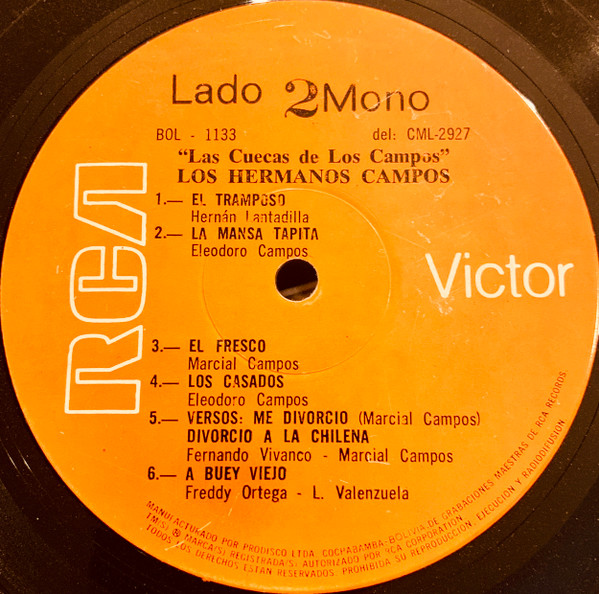 Lado 2 Mono
BOL - 1133 del: CML-2927
"Las Cuecas de Los Campos"
LOS HERMANOS CAMPOS
1.— EL TRAMPOSO
Hernán Lantadilla
2.— LA MANSA TAPITA
Eleodoro Campos
RCA Victor
3.— EL FRESCO
Marcial Campos
4.— LOS CASADOS
Eleodoro Campos
5.— VERSOS: ME DIVORCIO (Marcial Campos)
DIVORCIO A LA CHILENA
Fernando Vivanco - Marcial Campos
6.— A BUEY VIEJO
Freddy Ortega - L. Valenzuela
MANUFACTURADO POR PRODISCO LTDA. COCHABAMBA-BOLIVIA.DE GRABACIONES MAESTRAS DE RCA RECORDS.
TM(S) ® MARCA(S) REGISTRADA(S) AUTORIZADO POR RCA CORPORATION.
TODOS LOS DERECHOS ESTAN RESERVADOS. PROHIBIDA SU REPRODUCCION, EJECUCION Y RADIODIFUSION.